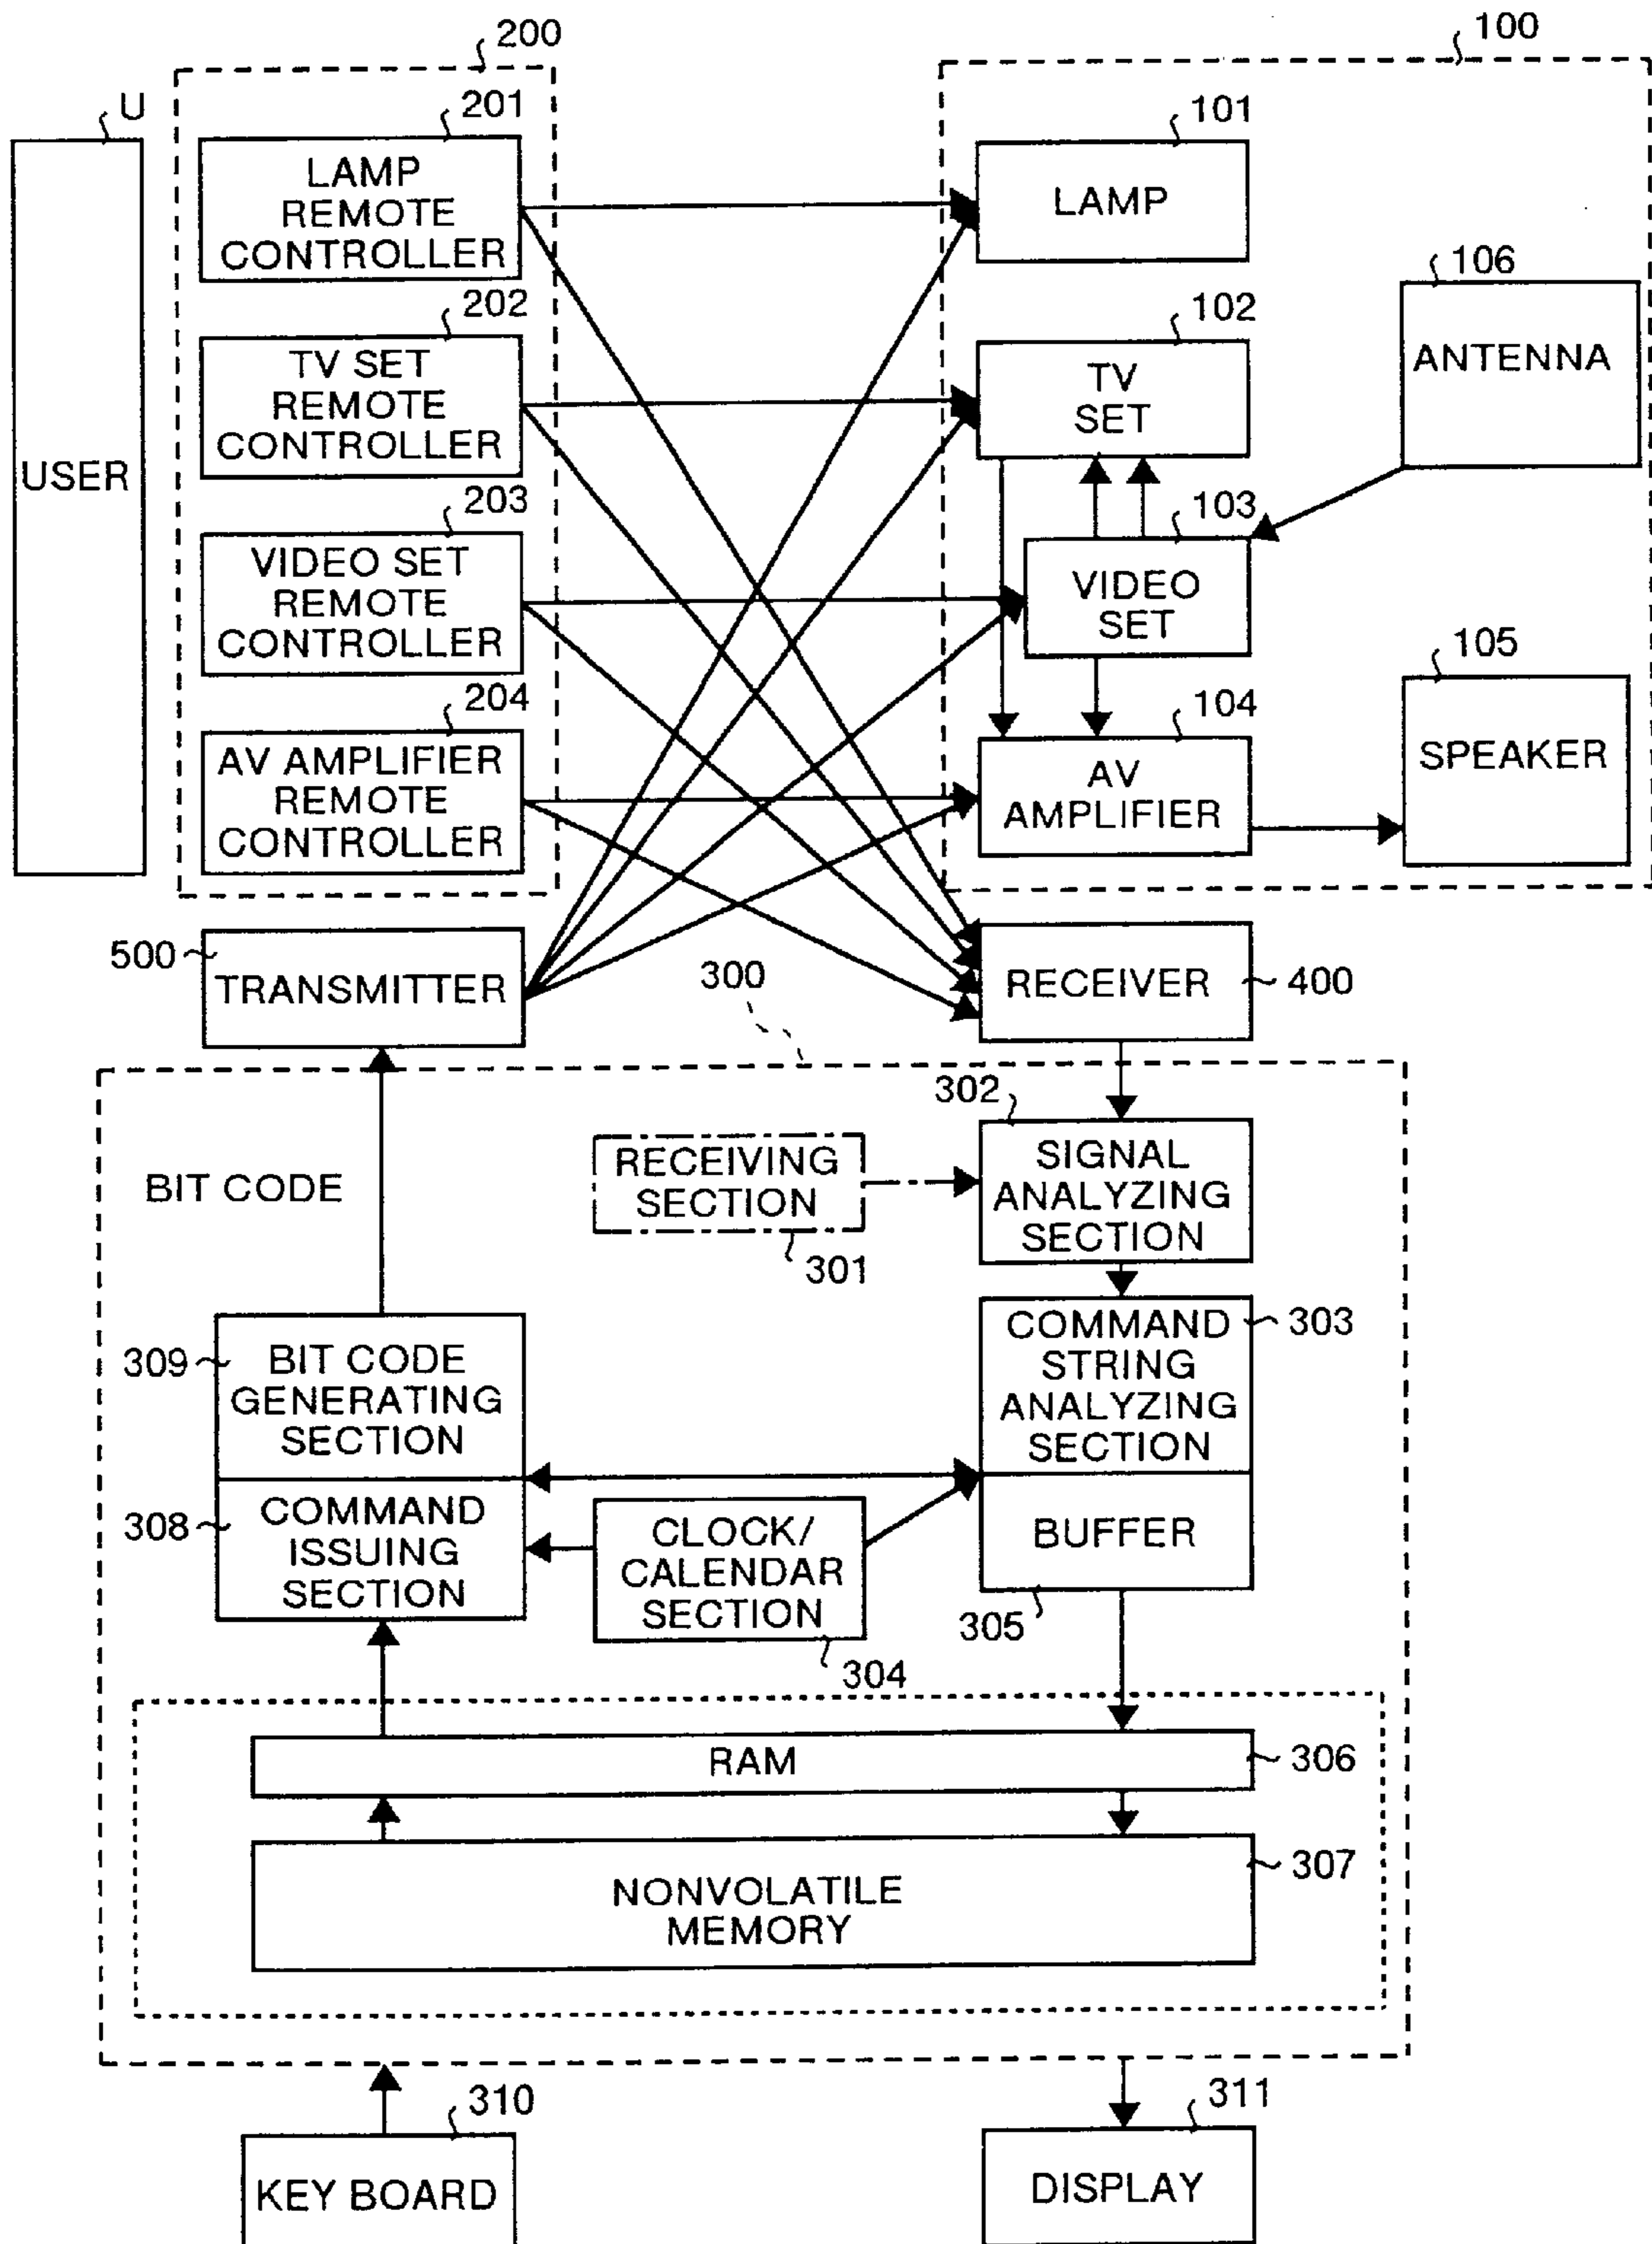 200
100
U
201
101
LAMP
REMOTE
CONTROLLER
LAMP
106
202
102
TV SET
REMOTE
CONTROLLER
TV
SET
ANTENNA
USER
203
103
VIDEO SET
REMOTE
CONTROLLER
VIDEO
SET
105
204
104
AV AMPLIFIER
REMOTE
CONTROLLER
AV
AMPLIFIER
SPEAKER
500
TRANSMITTER
300
RECEIVER
400
302
BIT CODE
RECEIVING
SECTION
301
SIGNAL
ANALYZING
SECTION
309
BIT CODE
GENERATING
SECTION
COMMAND
STRING
ANALYZING
SECTION
303
308
COMMAND
ISSUING
SECTION
CLOCK/
CALENDAR
SECTION
304
BUFFER
305
RAM
306
NONVOLATILE
MEMORY
307
310
311
KEY BOARD
DISPLAY